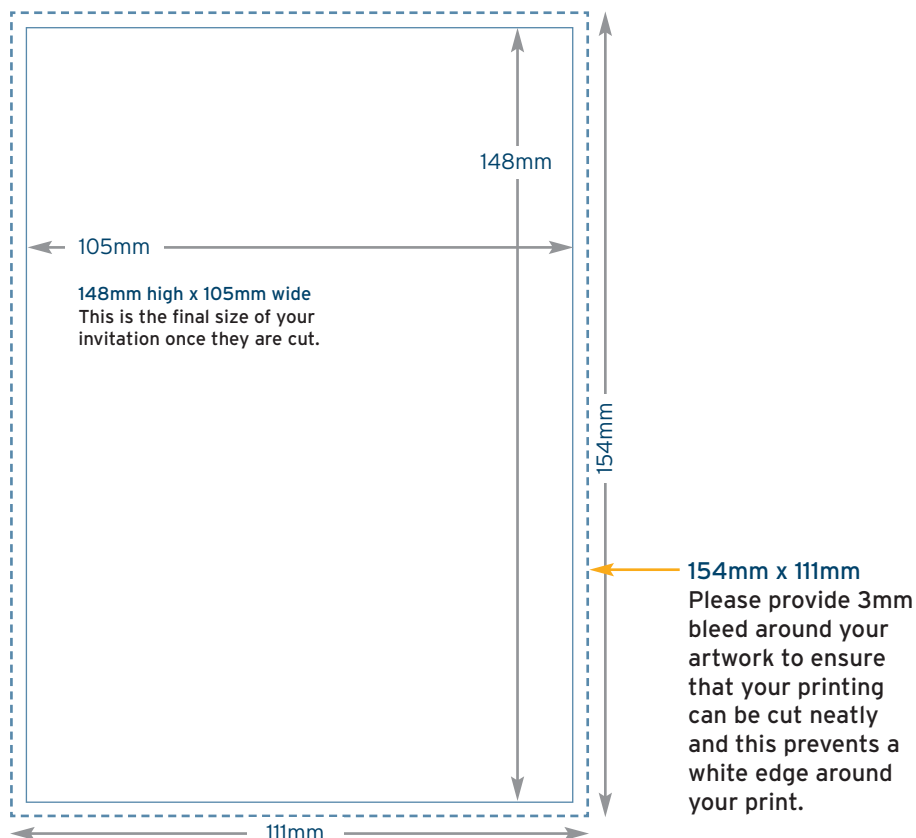 148mm
105mm
148mm high x 105mm wide
This is the final size of your
invitation once they are cut.
154mm
154mm x 111mm
Please provide 3mm
bleed around your
artwork to ensure
that your printing
can be cut neatly
and this prevents a
white edge around
your print.
111mm